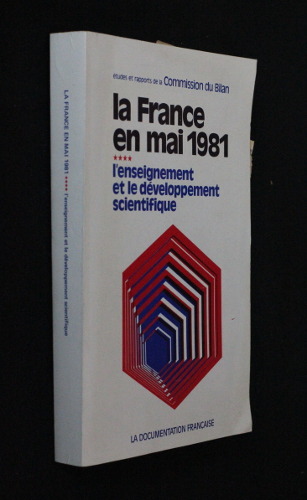 études et rapports de la Commission du Bilan
la France
en mai 1981
****
l'enseignement
et le développement
scientifique
LA DOCUMENTATION FRANÇAISE
LA FRANCE EN MAI 1981 **** l'enseignement et le développement scientifique